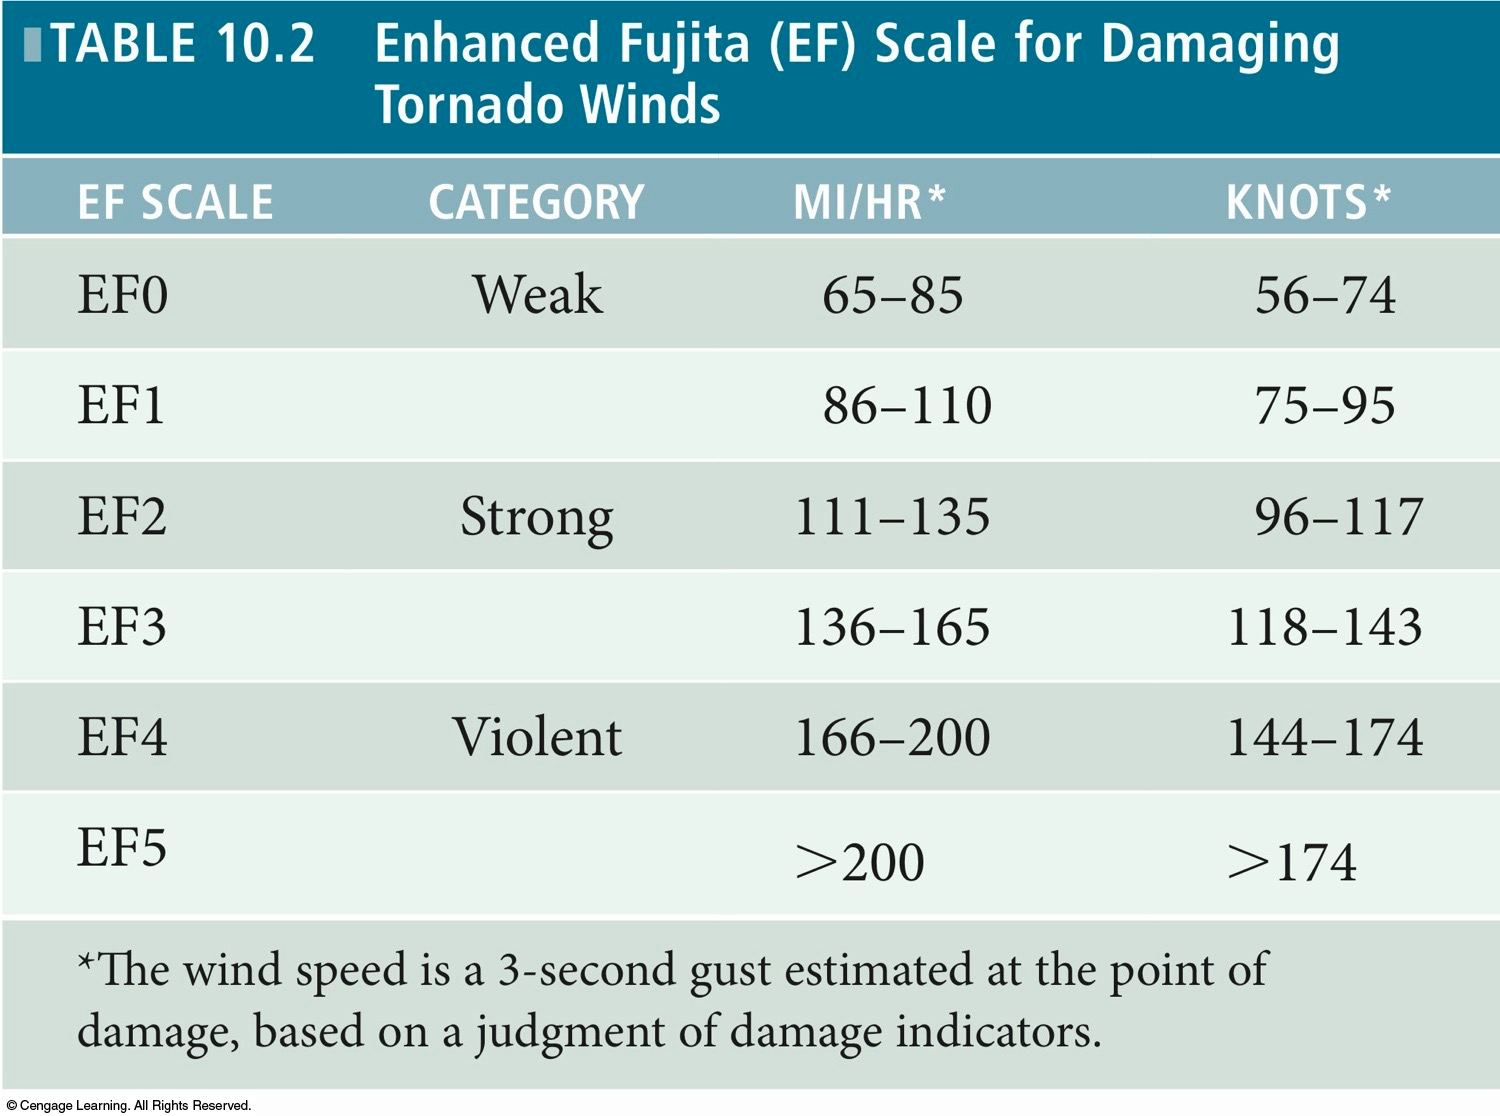 TABLE 10.2 Enhanced Fujita (EF) Scale for Damaging
Tornado Winds
EF SCALE CATEGORY MI/HR* KNOTS*
EF0 Weak 65–85 56–74
EF1 86–110 75–95
EF2 Strong 111–135 96–117
EF3 136–165 118–143
EF4 Violent 166–200 144–174
EF5 >200 >174
*The wind speed is a 3-second gust estimated at the point of
damage, based on a judgment of damage indicators.
© Cengage Learning. All Rights Reserved.